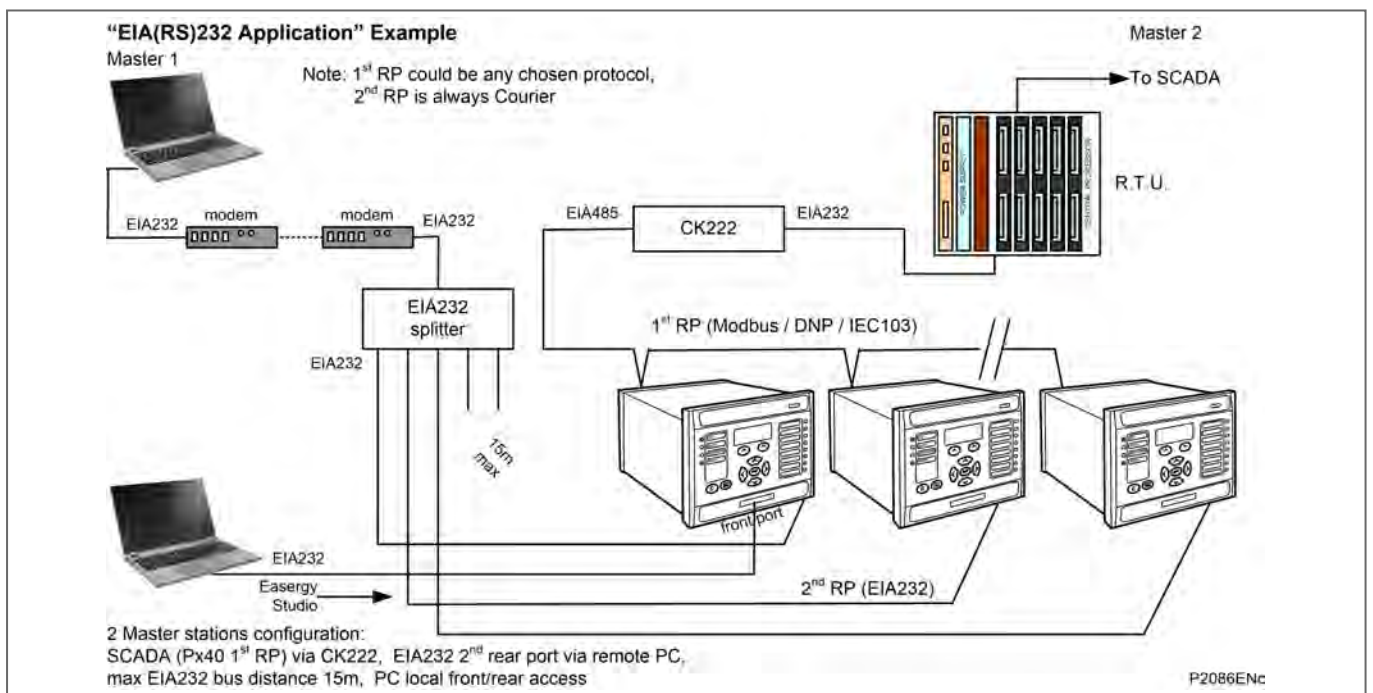 “EIA(RS)232 Application” Example
Master 1
Note: 1st RP could be any chosen protocol,
2nd RP is always Courier
Master 2
To SCADA
POWER SUPPLY
CENTRAL PROCESSOR
R.T.U.
EIA232
modem
modem
EIA232
EIA485
CK222
EIA232
EIA232
splitter
1st RP (Modbus / DNP / IEC103)
EIA232
15m
max
front port
EIA232
Easergy
Studio
2nd RP (EIA232)
2 Master stations configuration:
SCADA (Px40 1st RP) via CK222, EIA232 2nd rear port via remote PC,
max EIA232 bus distance 15m, PC local front/rear access
P2086ENc